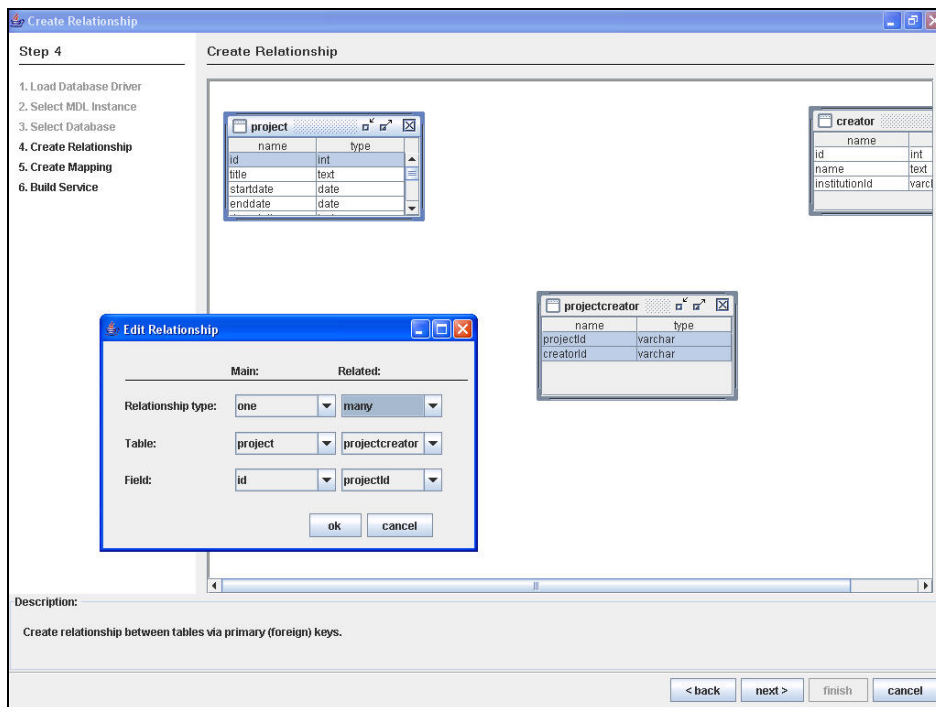 Create Relationship
Step 4
Create Relationship
1. Load Database Driver
2. Select MDL Instance
3. Select Database
4. Create Relationship
5. Create Mapping
6. Build Service
project
name type
id int
title text
startdate date
enddate date
creator
name
id int
name text
institutionId varch
projectcreator
name type
projectId varchar
creatorId varchar
Edit Relationship
Main: Related:
Relationship type: one many
Table: project projectcreator
Field: id projectId
ok cancel
Description:
Create relationship between tables via primary (foreign) keys.
< back next > finish cancel